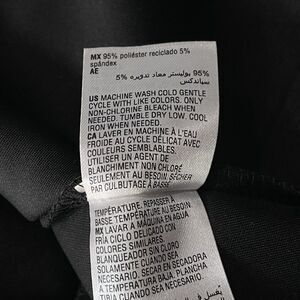 MX 95% poliéster reciclado 5%
spándex
AE
95% بوليستر معاد تدويره 5%
سباندكس
US MACHINE WASH COLD GENTLE
CYCLE WITH LIKE COLORS. ONLY
NON-CHLORINE BLEACH WHEN
NEEDED. TUMBLE DRY LOW. COOL
IRON WHEN NEEDED.
CA LAVER EN MACHINE À L'EAU
FROIDE AU CYCLE DÉLICAT AVEC
COULEURS SEMBLABLES.
UTILISER UN AGENT DE
BLANCHIMENT NON CHLORÉ
SEULEMENT AU BESOIN. SÉCHER
PAR CULBUTAGE À BASSE
TEMPÉRATURE. REPASSER À
BASSE TEMPÉRATURE AU BESOIN.
MX LAVAR A MÁQUINA EN AGUA
FRÍA CICLO DELICADO CON
COLORES SIMILARES.
BLANQUEADOR SIN CLORO
SOLAMENTE CUANDO SEA
NECESARIO. SECAR EN SECADORA
A TEMPERATURA BAJA. PLANCHA
TIBIA CUANDO SEA